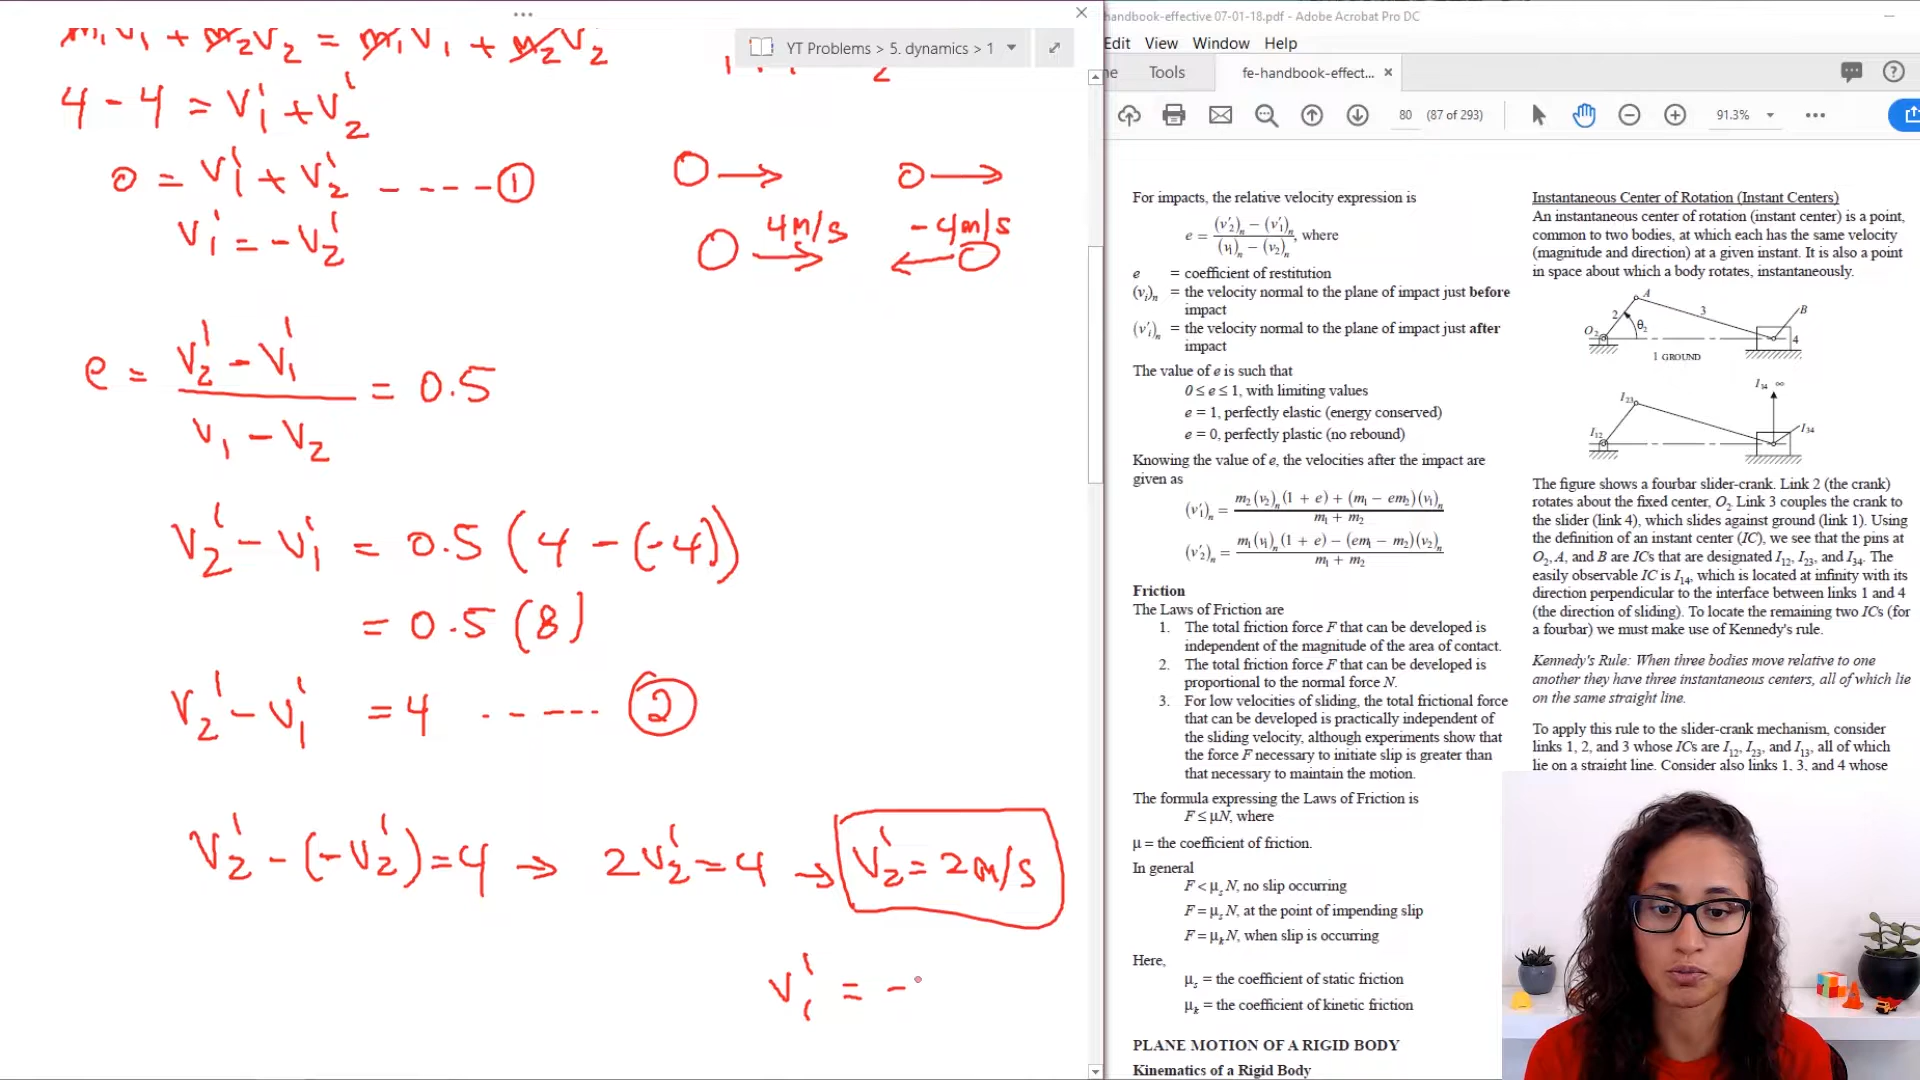 m₁v₁ + m₂v₂ = m₁v₁ + m₂v₂
4 - 4 = v₁' + v₂'
0 = v₁' + v₂' ---- ①
v₁' = -v₂'
4m/s -4m/s
e = (v₂' - v₁') / (v₁ - v₂) = 0.5
v₂' - v₁' = 0.5 (4 - (-4))
= 0.5 (8)
v₂' - v₁' = 4 ------ ②
v₂' - (-v₂') = 4 → 2v₂' = 4 → v₂' = 2m/s
v₁' = -
YT Problems > 5. dynamics > 1
handbook-effective 07-01-18.pdf - Adobe Acrobat Pro DC
Edit View Window Help
Tools fe-handbook-effect... ×
80 (87 of 293) 91.3%
For impacts, the relative velocity expression is
e = ((v'₂)ₙ - (v'₁)ₙ) / ((v₁)ₙ - (v₂)ₙ), where
e = coefficient of restitution
(vᵢ)ₙ = the velocity normal to the plane of impact just before
impact
(v'ᵢ)ₙ = the velocity normal to the plane of impact just after
impact
The value of e is such that
0 ≤ e ≤ 1, with limiting values
e = 1, perfectly elastic (energy conserved)
e = 0, perfectly plastic (no rebound)
Knowing the value of e, the velocities after the impact are
given as
(v'₁)ₙ = (m₂(v₂)ₙ(1 + e) + (m₁ - em₂)(v₁)ₙ) / (m₁ + m₂)
(v'₂)ₙ = (m₁(v₁)ₙ(1 + e) - (em₁ - m₂)(v₂)ₙ) / (m₁ + m₂)
Friction
The Laws of Friction are
1. The total friction force F that can be developed is
independent of the magnitude of the area of contact.
2. The total friction force F that can be developed is
proportional to the normal force N.
3. For low velocities of sliding, the total frictional force
that can be developed is practically independent of
the sliding velocity, although experiments show that
the force F necessary to initiate slip is greater than
that necessary to maintain the motion.
The formula expressing the Laws of Friction is
F ≤ μN, where
μ = the coefficient of friction.
In general
F < μₛ N, no slip occurring
F = μₛ N, at the point of impending slip
F = μₖ N, when slip is occurring
Here,
μₛ = the coefficient of static friction
μₖ = the coefficient of kinetic friction
PLANE MOTION OF A RIGID BODY
Kinematics of a Rigid Body
Instantaneous Center of Rotation (Instant Centers)
An instantaneous center of rotation (instant center) is a point,
common to two bodies, at which each has the same velocity
(magnitude and direction) at a given instant. It is also a point
in space about which a body rotates, instantaneously.
A
2 3 B
O₂ θ₂ 4
1 GROUND
I₁₄ ∞
I₂₃
I₁₂ I₃₄
The figure shows a fourbar slider-crank. Link 2 (the crank)
rotates about the fixed center, O₂. Link 3 couples the crank to
the slider (link 4), which slides against ground (link 1). Using
the definition of an instant center (IC), we see that the pins at
O₂, A, and B are ICs that are designated I₁₂, I₂₃, and I₃₄. The
easily observable IC is I₁₄, which is located at infinity with its
direction perpendicular to the interface between links 1 and 4
(the direction of sliding). To locate the remaining two ICs (for
a fourbar) we must make use of Kennedy's rule.
Kennedy's Rule: When three bodies move relative to one
another they have three instantaneous centers, all of which lie
on the same straight line.
To apply this rule to the slider-crank mechanism, consider
links 1, 2, and 3 whose ICs are I₁₂, I₂₃, and I₁₃, all of which
lie on a straight line. Consider also links 1, 3, and 4 whose